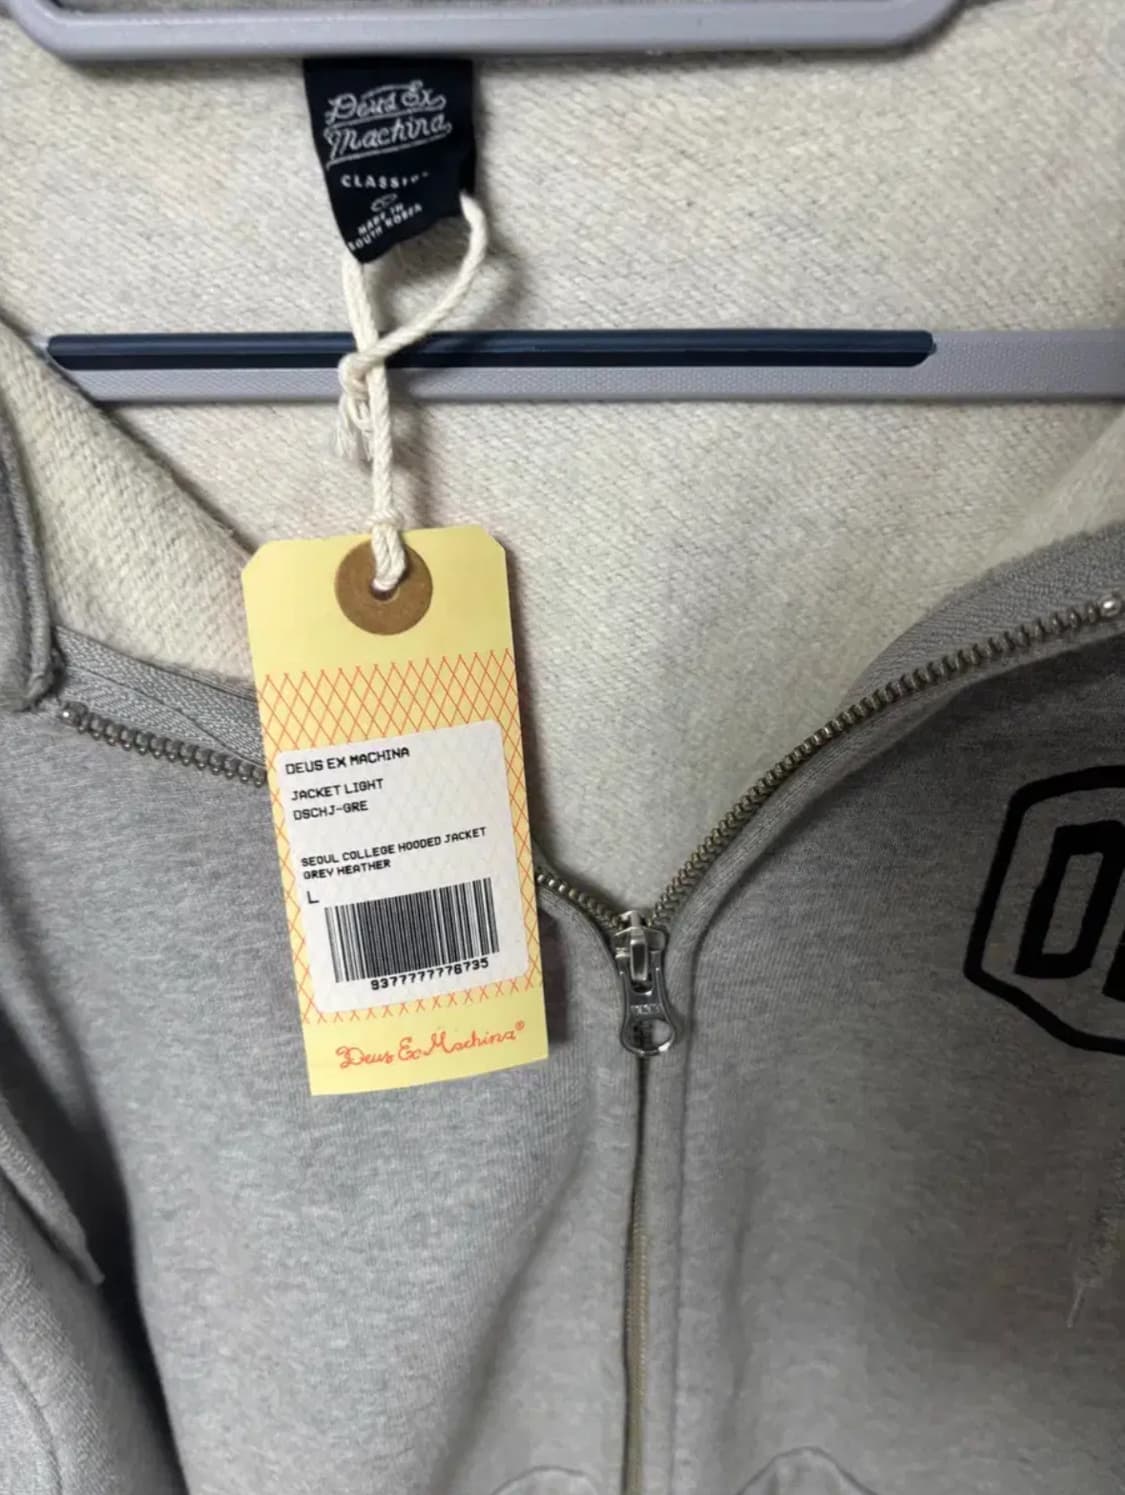 Deus Ex
Machina
CLASSIC
MADE IN
SOUTH KOREA
DEUS EX MACHINA
JACKET LIGHT
DSCHJ-GRE
SEOUL COLLEGE HOODED JACKET
GREY HEATHER
L
9377777776735
Deus Ex Machina®
D